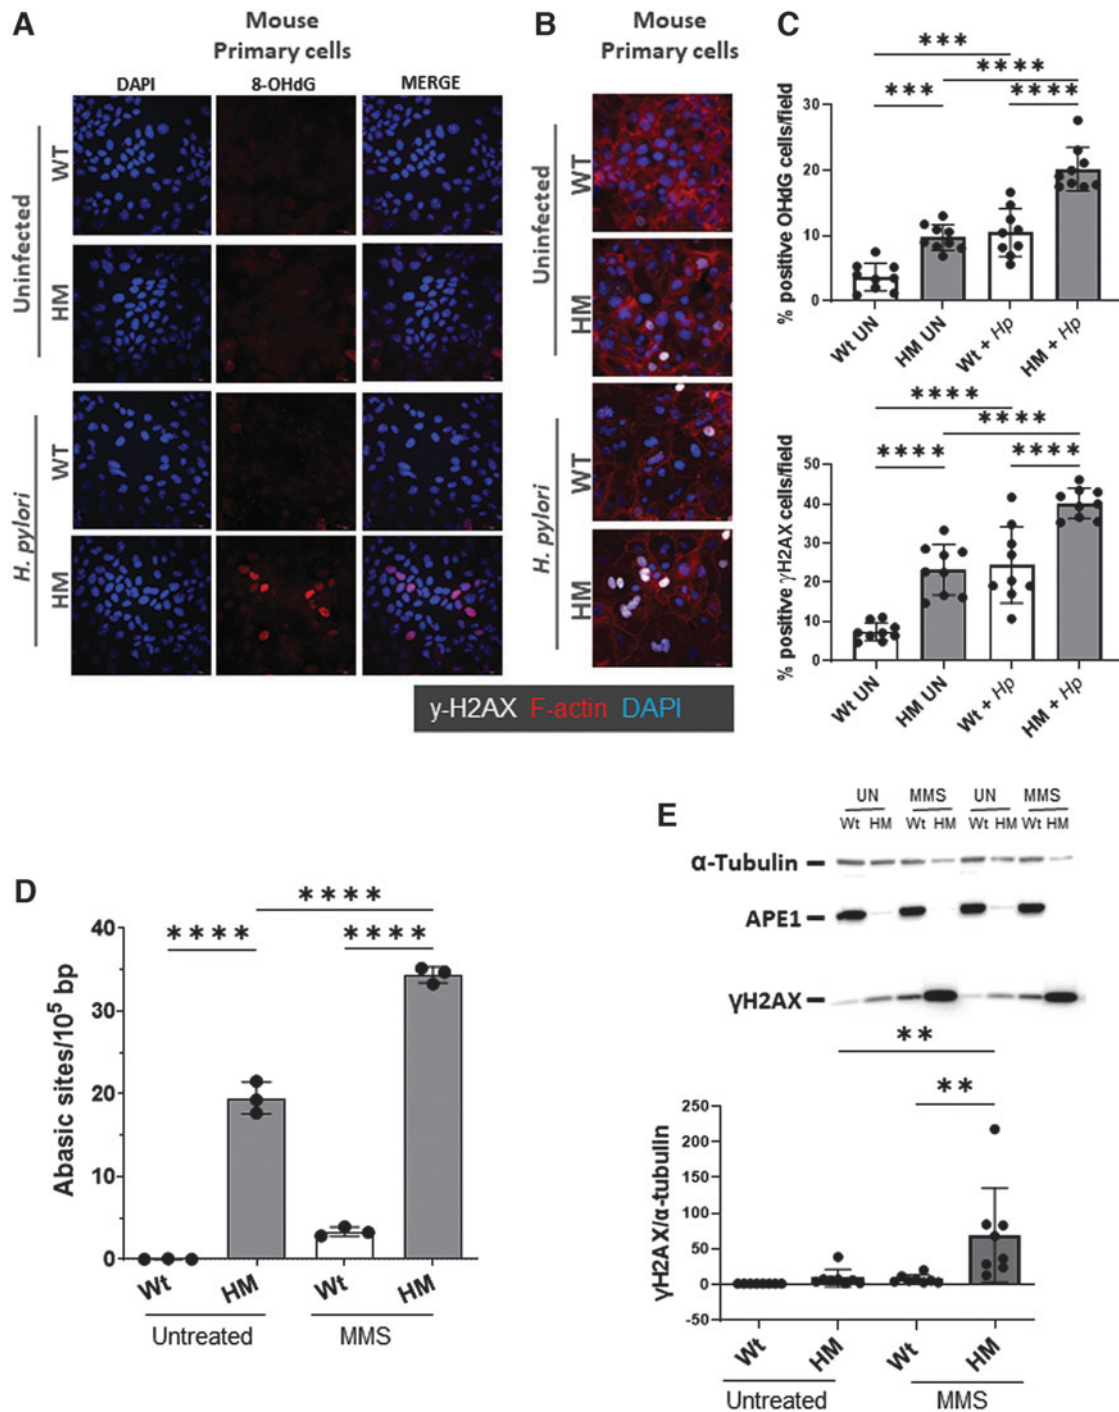 A
Mouse
Primary cells
DAPI
8-OHdG
MERGE
Uninfected
WT
HM
H. pylori
WT
HM
B
Mouse
Primary cells
Uninfected
WT
HM
H. pylori
WT
HM
y-H2AX F-actin DAPI
C
% positive OHdG cells/field
30
20
10
0
***
****
*** ****
Wt UN
HM UN
Wt + Hp
HM + Hp
% positive γH2AX cells/field
50
40
30
20
10
0
****
****
**** ****
Wt UN
HM UN
Wt + Hp
HM + Hp
D
Abasic sites/10⁵ bp
40
30
20
10
0
****
**** ****
Wt
HM
Wt
HM
Untreated
MMS
E
UN MMS UN MMS
Wt HM Wt HM Wt HM Wt HM
α-Tubulin
APE1
γH2AX
**
**
γH2AX/α-tubulin
250
200
150
100
50
0
-50
Wt
HM
Wt
HM
Untreated
MMS